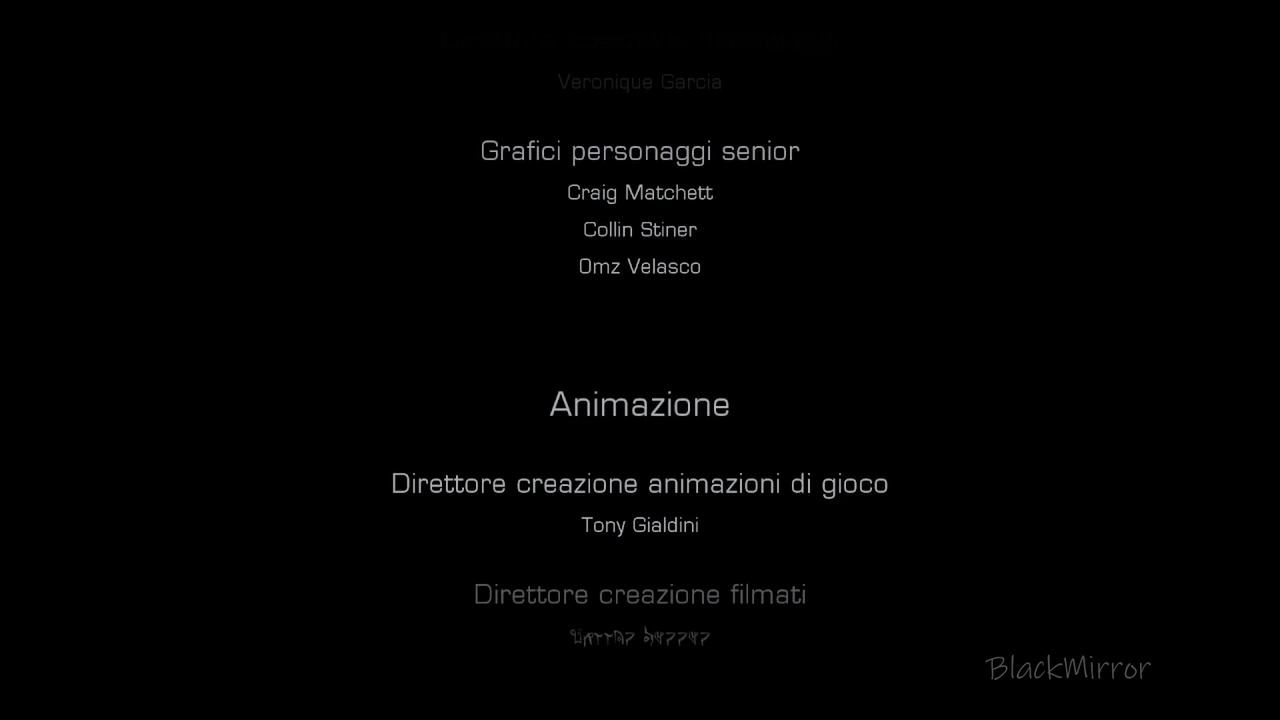 Veronique Garcia
Grafici personaggi senior
Craig Matchett
Collin Stiner
Omz Velasco
Animazione
Direttore creazione animazioni di gioco
Tony Gialdini
Direttore creazione filmati
BlackMirror